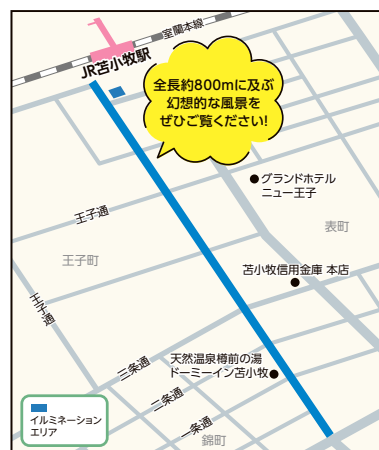 室蘭本線
JR苫小牧駅
全長約800mに及ぶ
幻想的な風景を
ぜひご覧ください!
グランドホテル
ニュー王子
表町
王子通
王子町
苫小牧信用金庫 本店
王子通
三条通
天然温泉樽前の湯
ドーミーイン苫小牧
二条通
一条通
錦町
イルミネーション
エリア